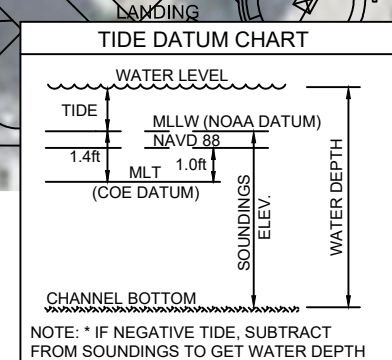 LANDING
TIDE DATUM CHART
WATER LEVEL
TIDE
MLLW (NOAA DATUM)
NAVD 88
1.4ft
1.0ft
MLT
(COE DATUM)
SOUNDINGS
ELEV.
WATER DEPTH
CHANNEL BOTTOM
NOTE: * IF NEGATIVE TIDE, SUBTRACT
FROM SOUNDINGS TO GET WATER DEPTH